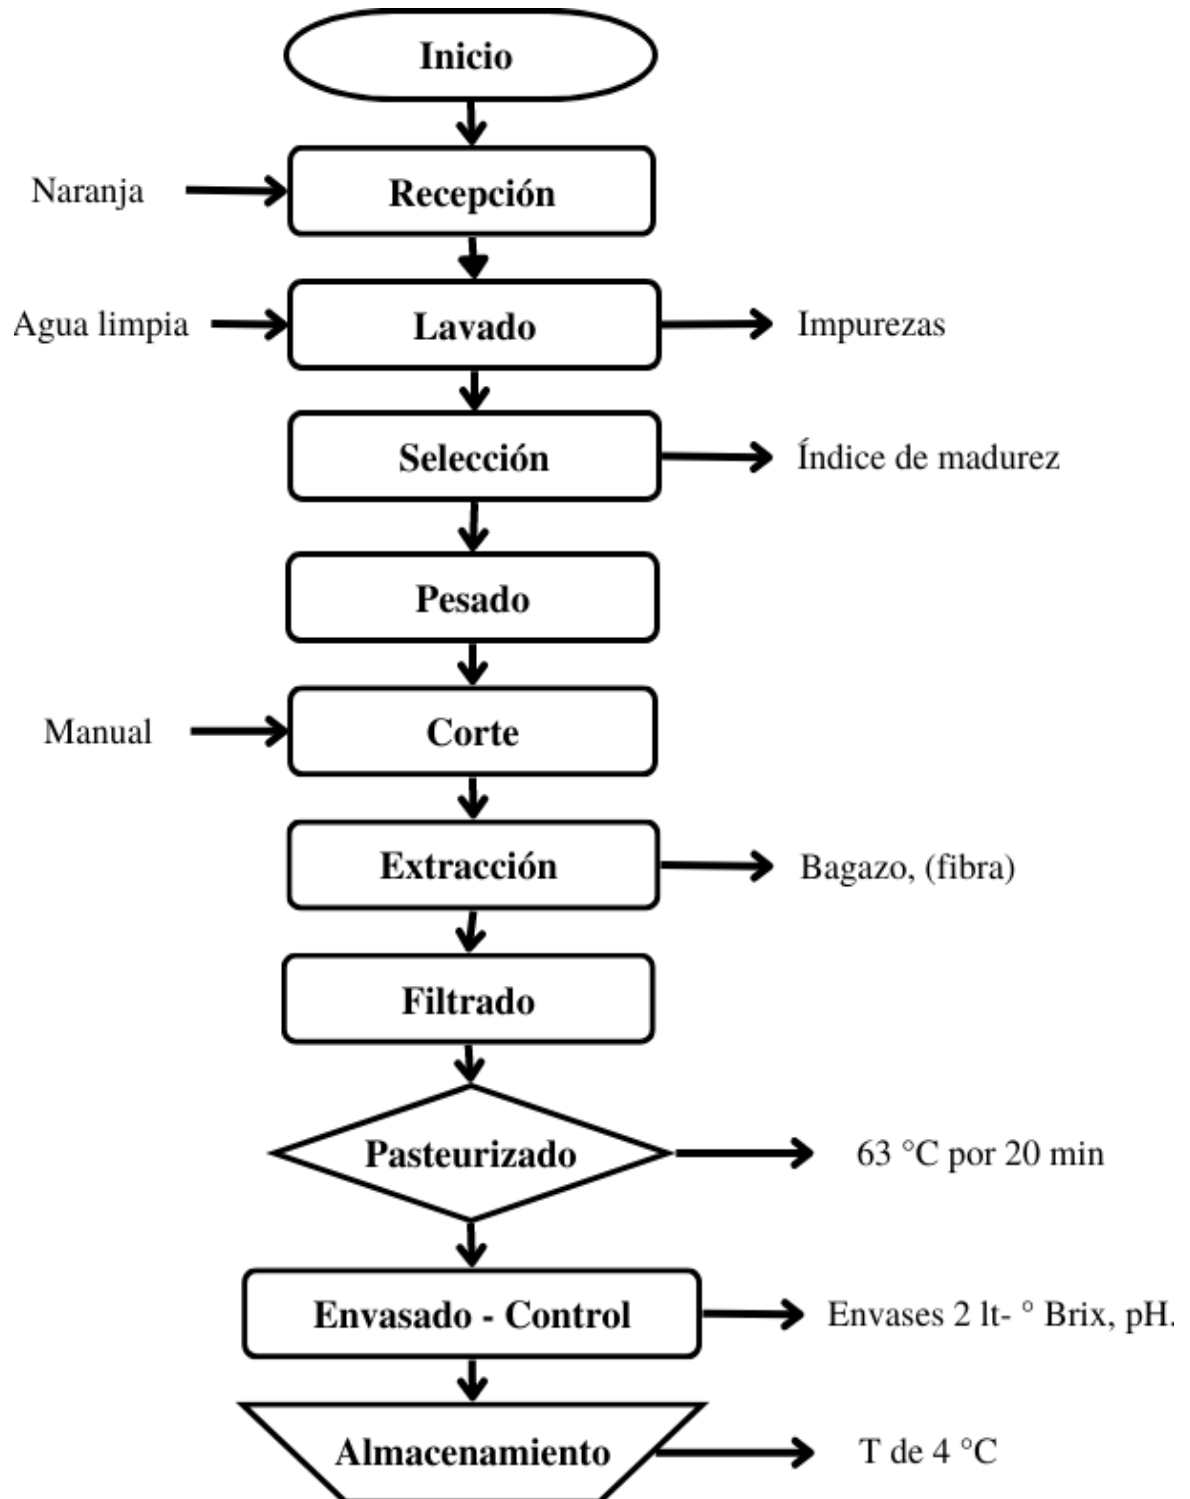 Inicio
Naranja
Recepción
Agua limpia
Lavado
Impurezas
Selección
Índice de madurez
Pesado
Manual
Corte
Extracción
Bagazo, (fibra)
Filtrado
Pasteurizado
63 °C por 20 min
Envasado - Control
Envases 2 lt- ° Brix, pH.
Almacenamiento
T de 4 °C